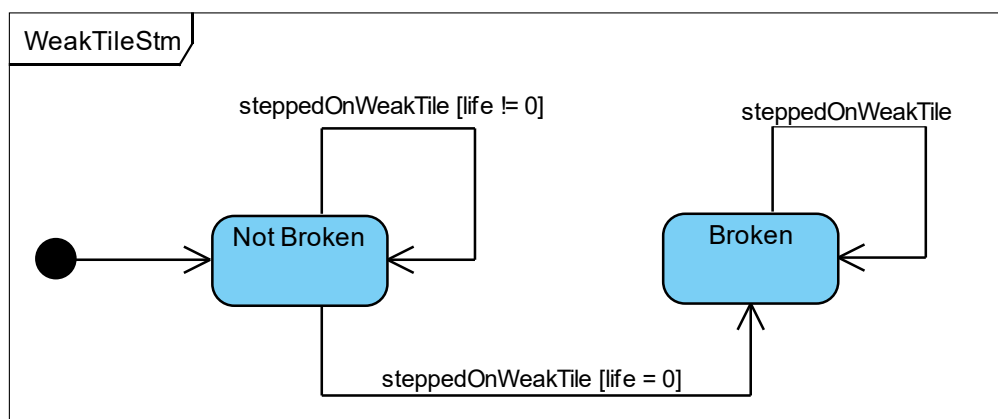 WeakTileStm
steppedOnWeakTile [life != 0]
steppedOnWeakTile
Not Broken
Broken
steppedOnWeakTile [life = 0]